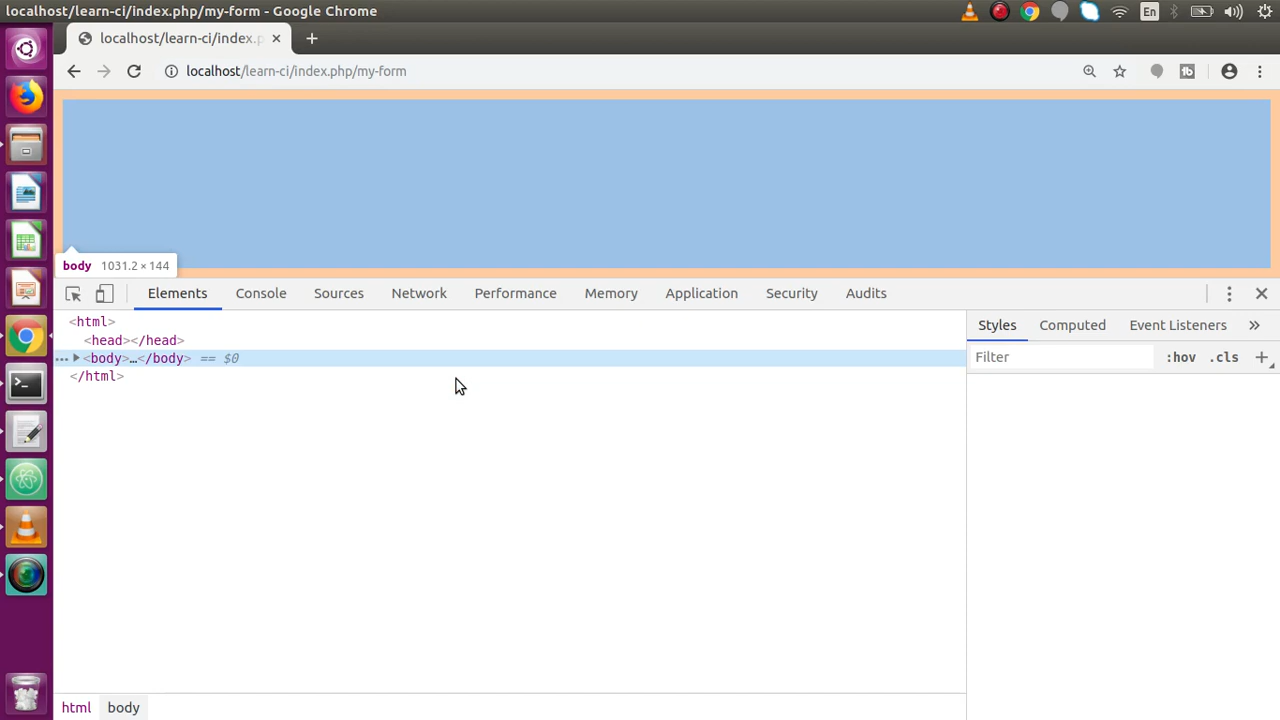 localhost/learn-ci/index.php/my-form - Google Chrome
En
localhost/learn-ci/index.p
localhost/learn-ci/index.php/my-form
body 1031.2 × 144
Elements Console Sources Network Performance Memory Application Security Audits
<html>
<head></head>
<body>…</body> == $0
</html>
Styles Computed Event Listeners
Filter :hov .cls
html body